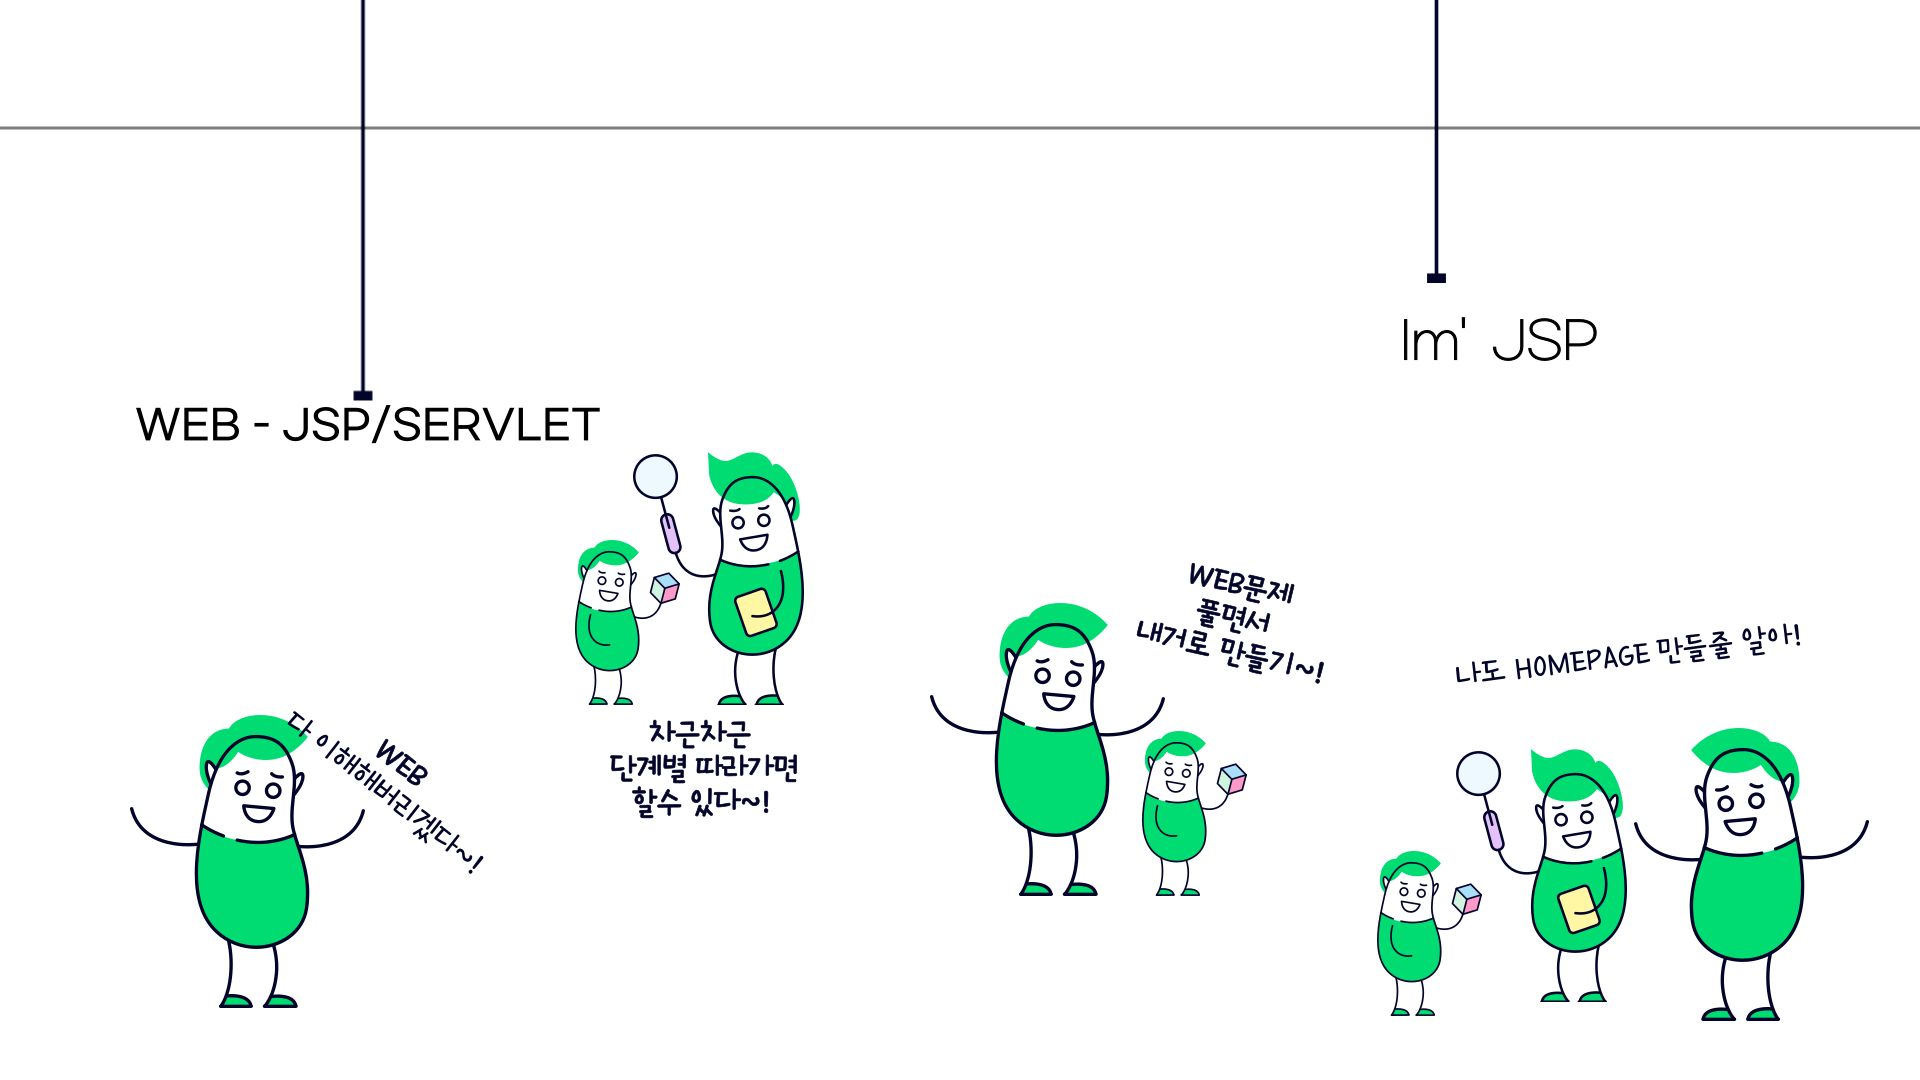 Im' JSP
WEB - JSP/SERVLET
WEB
다 이해해버리겠다~!
차근차근
단계별 따라가면
할수 있다~!
WEB문제
풀면서
내거로 만들기~!
나도 HOMEPAGE 만들줄 알아!